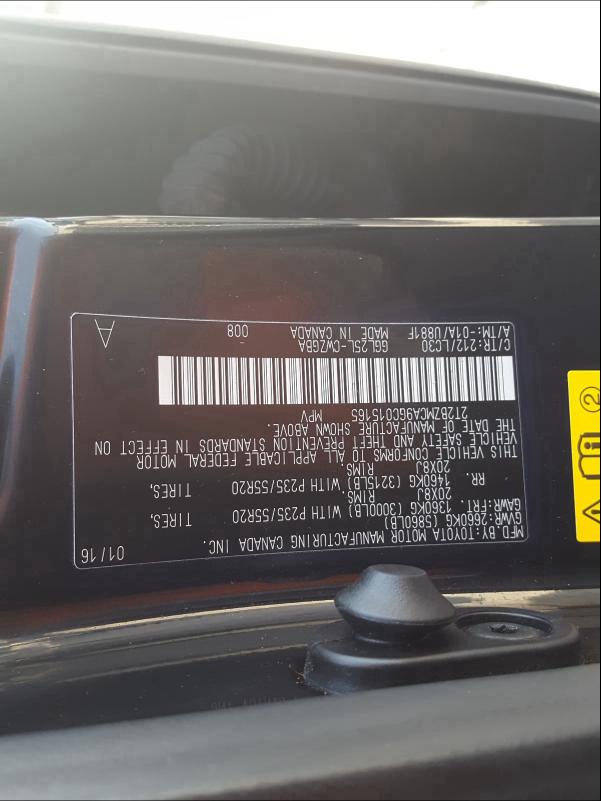 MFD BY:TOYOTA MOTOR MANUFACTURING CANADA INC. 01/16
GVWR:2660KG (5860LB)
GAWR:FRT. 1360KG (3000LB) WITH P235/55R20 TIRES,
20X8J RIMS
RR. 1460KG (3215LB) WITH P235/55R20 TIRES,
20X8J RIMS
THIS VEHICLE CONFORMS TO ALL APPLICABLE FEDERAL MOTOR
VEHICLE SAFETY AND THEFT PREVENTION STANDARDS IN EFFECT ON
THE DATE OF MANUFACTURE SHOWN ABOVE.
2T2BZMCA9GC015165 MPV
C/TR:212/LC30 GGL25L-CWZGBA
A/TM:-01A/U881F MADE IN CANADA 008 A
2